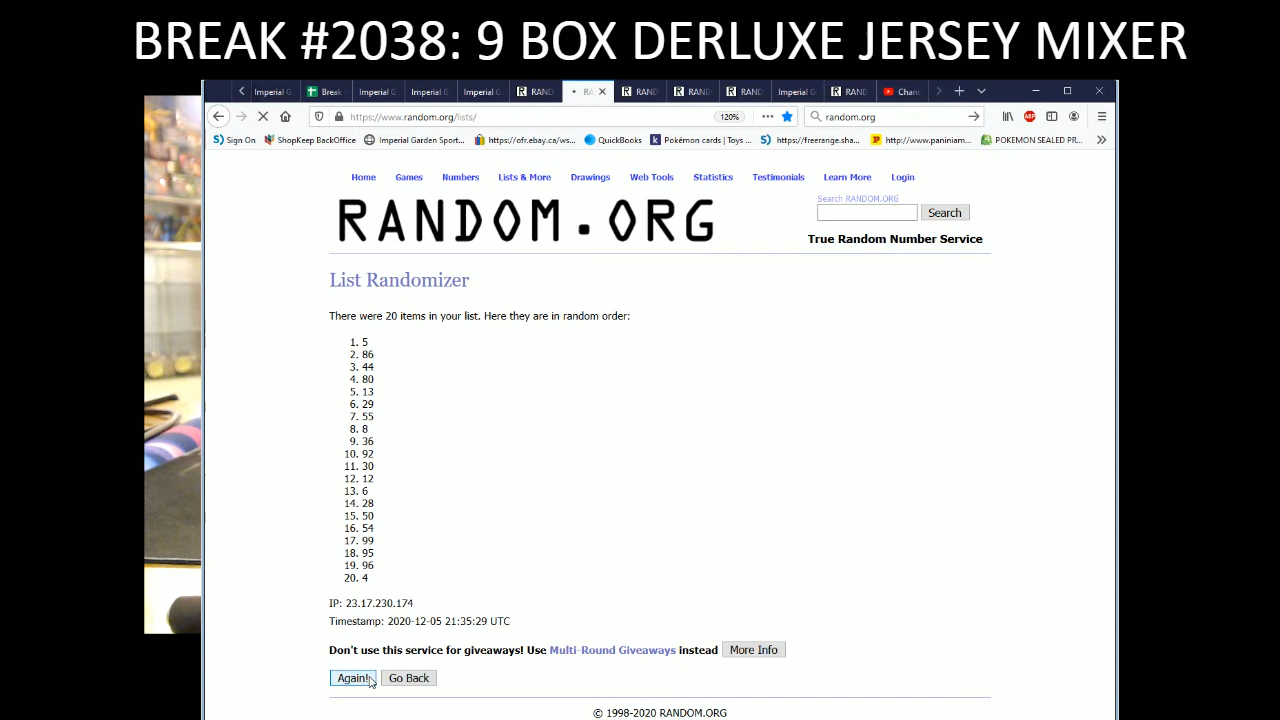 BREAK #2038: 9 BOX DERLUXE JERSEY MIXER
Imperial G Break Imperial G Imperial G Imperial G RAND RA RAND RAND RAND Imperial G RAND Chann
https://www.random.org/lists/ 120% random.org
Sign On ShopKeep BackOffice Imperial Garden Sport... https://ofr.ebay.ca/ws... QuickBooks Pokémon cards | Toys ... https://freerange.sha... http://www.paniniam... POKEMON SEALED PR...
Home Games Numbers Lists & More Drawings Web Tools Statistics Testimonials Learn More Login
Search RANDOM.ORG
RANDOM.ORG
Search
True Random Number Service
List Randomizer
There were 20 items in your list. Here they are in random order:
1. 5
2. 86
3. 44
4. 80
5. 13
6. 29
7. 55
8. 8
9. 36
10. 92
11. 30
12. 12
13. 6
14. 28
15. 50
16. 54
17. 99
18. 95
19. 96
20. 4
IP: 23.17.230.174
Timestamp: 2020-12-05 21:35:29 UTC
Don't use this service for giveaways! Use Multi-Round Giveaways instead More Info
Again! Go Back
© 1998-2020 RANDOM.ORG